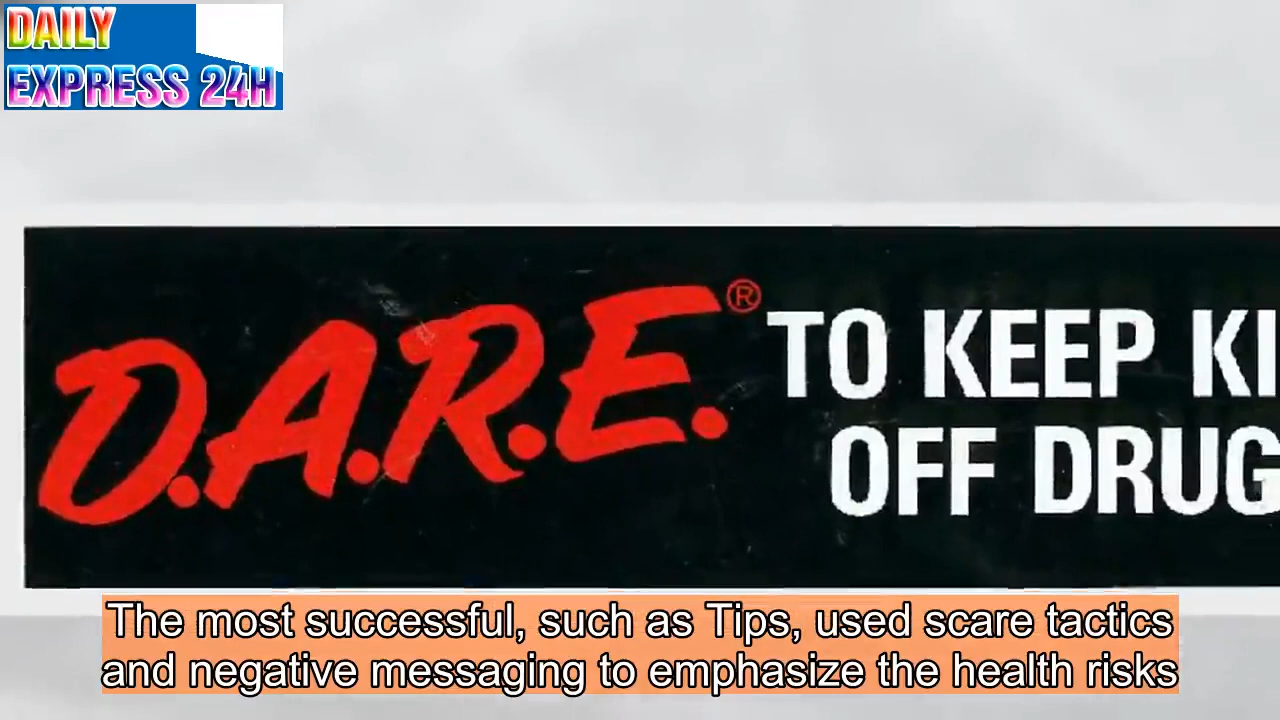 DAILY
EXPRESS 24H
D.A.R.E.® TO KEEP KI
OFF DRUG
The most successful, such as Tips, used scare tactics
and negative messaging to emphasize the health risks